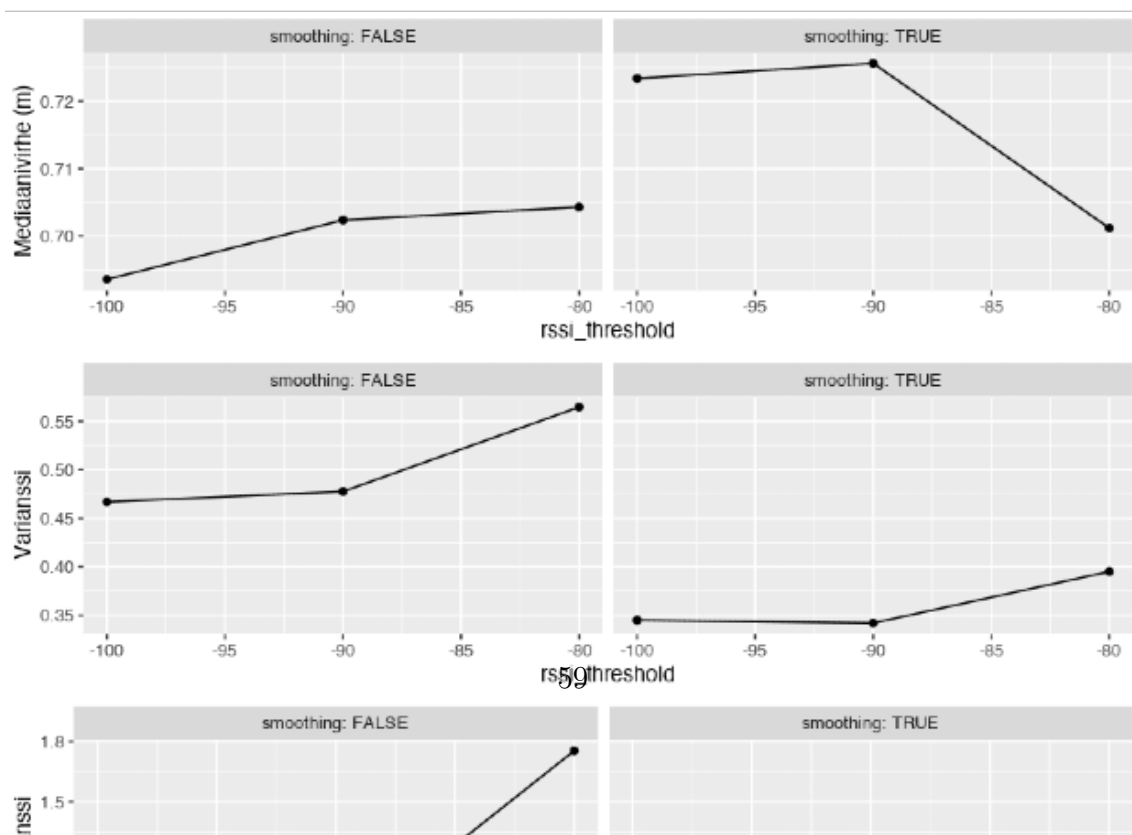 smoothing: FALSE smoothing: TRUE
Mediaanivirhe (m)
0.72
0.71
0.70
-100 -95 -90 -85 -80 -100 -95 -90 -85 -80
rssi_threshold
smoothing: FALSE smoothing: TRUE
Varianssi
0.55
0.50
0.45
0.40
0.35
-100 -95 -90 -85 -80 -100 -95 -90 -85 -80
rssi_threshold
59
smoothing: FALSE smoothing: TRUE
1.8
1.5
nssi